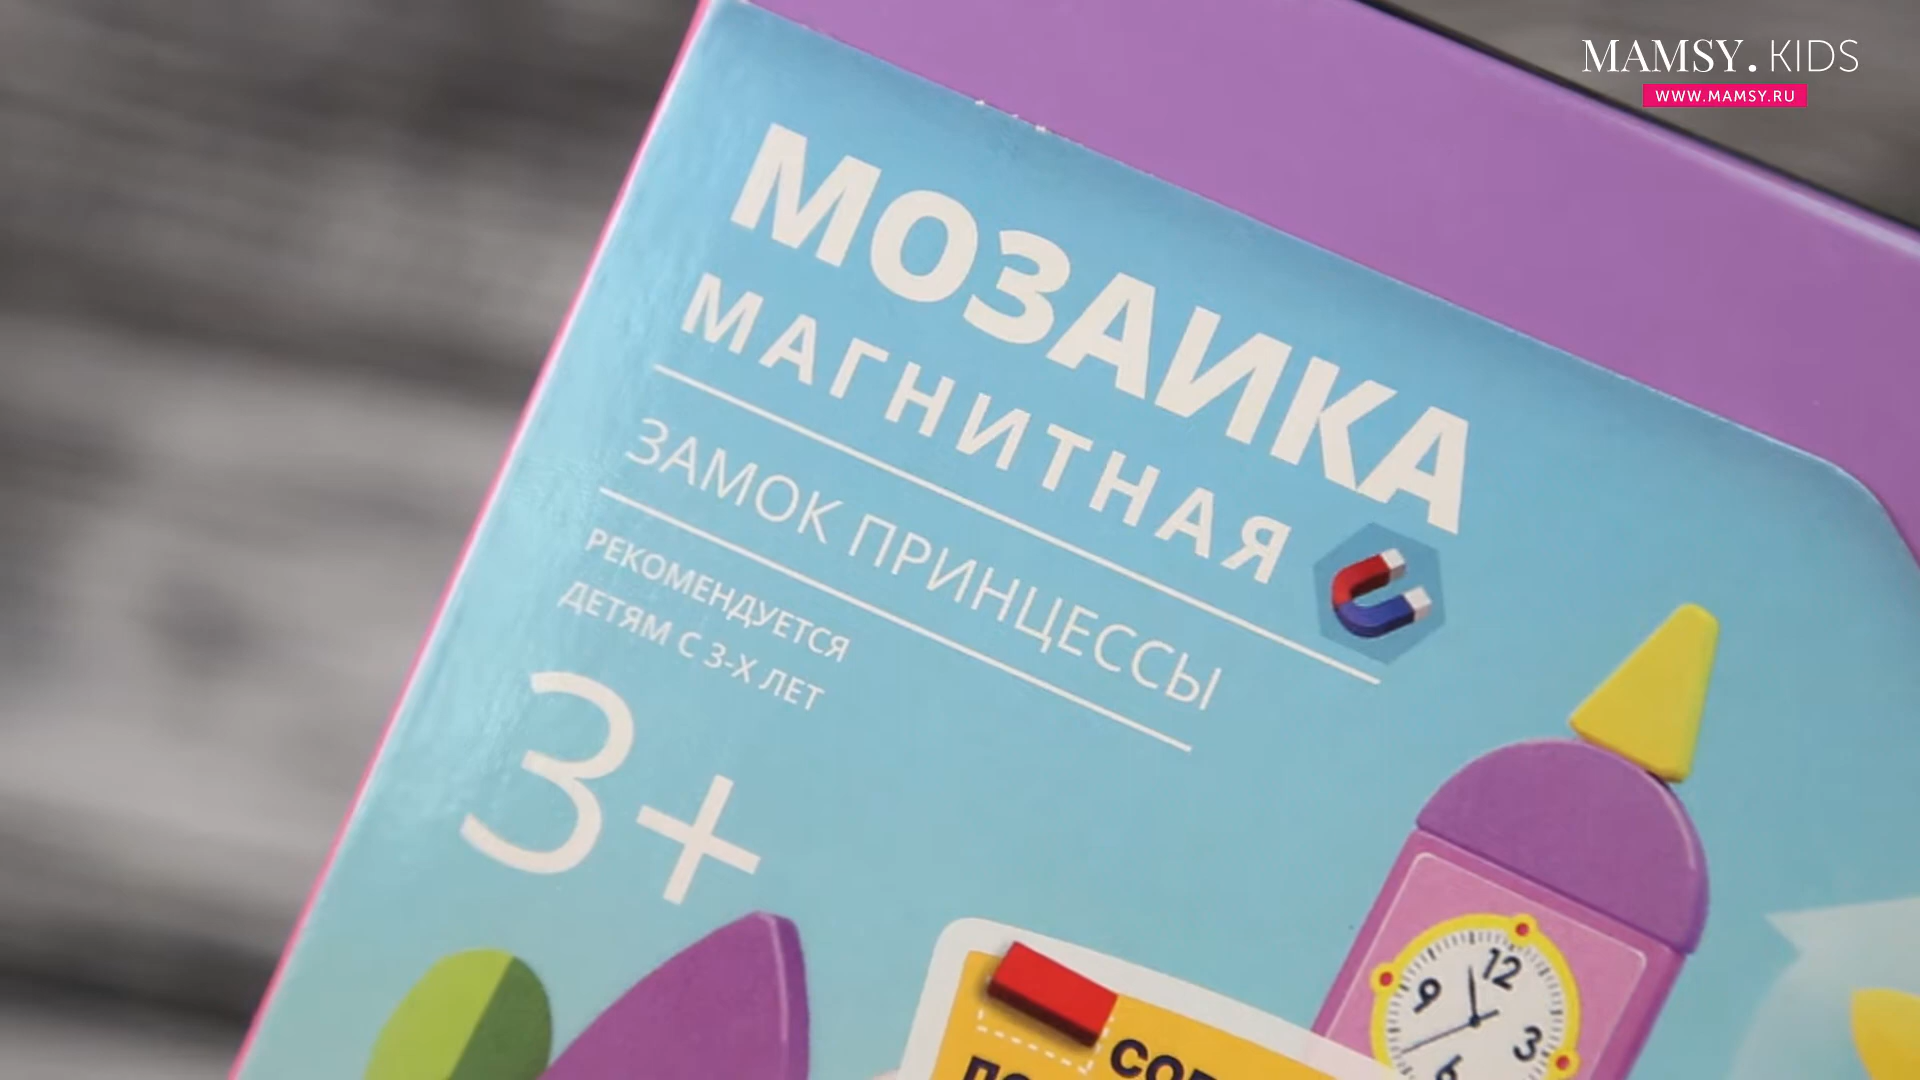 MAMSY.KIDS
WWW.MAMSY.RU
МОЗАИКА
МАГНИТНАЯ
ЗАМОК ПРИНЦЕССЫ
РЕКОМЕНДУЕТСЯ
ДЕТЯМ С 3-Х ЛЕТ
3+
12
9
3
6